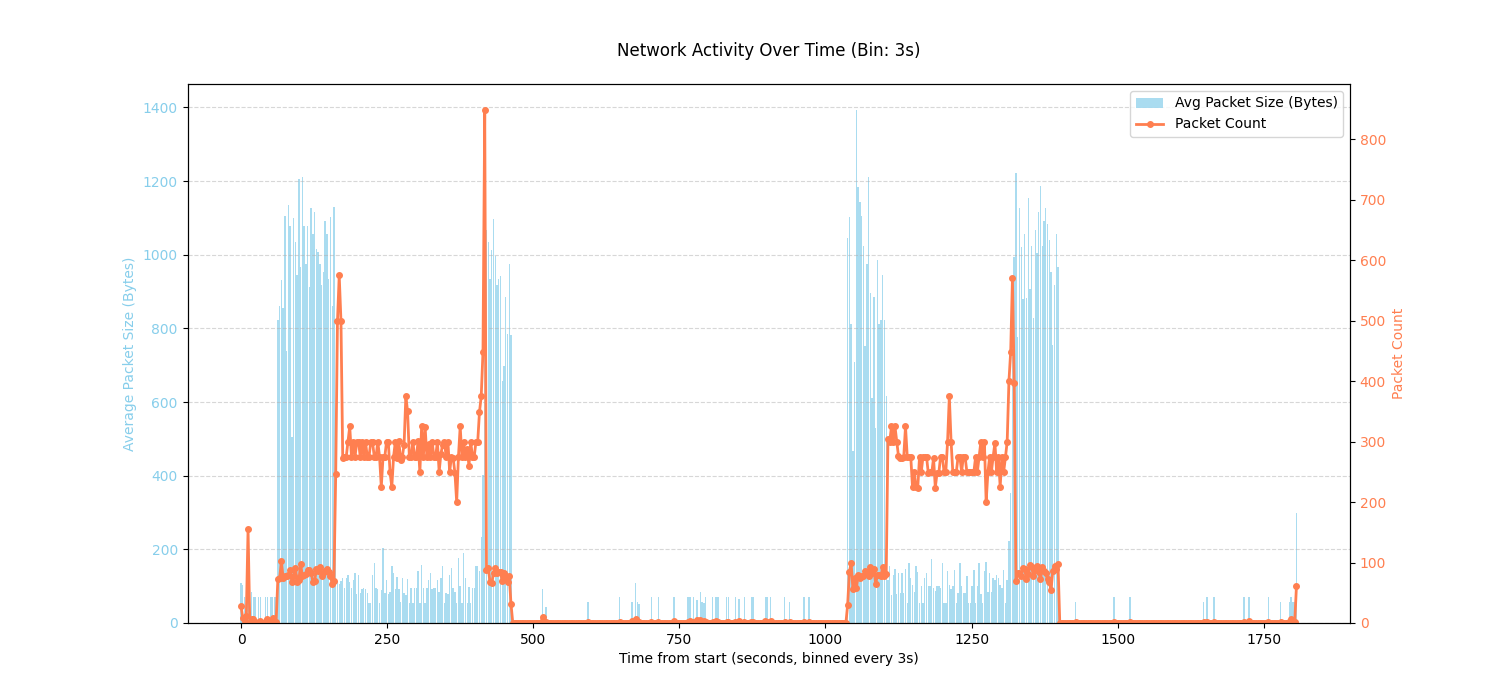 Network Activity Over Time (Bin: 3s)
Avg Packet Size (Bytes)
Packet Count
1400
1200
1000
800
600
400
200
0
Average Packet Size (Bytes)
800
700
600
500
400
300
200
100
0
Packet Count
0 250 500 750 1000 1250 1500 1750
Time from start (seconds, binned every 3s)